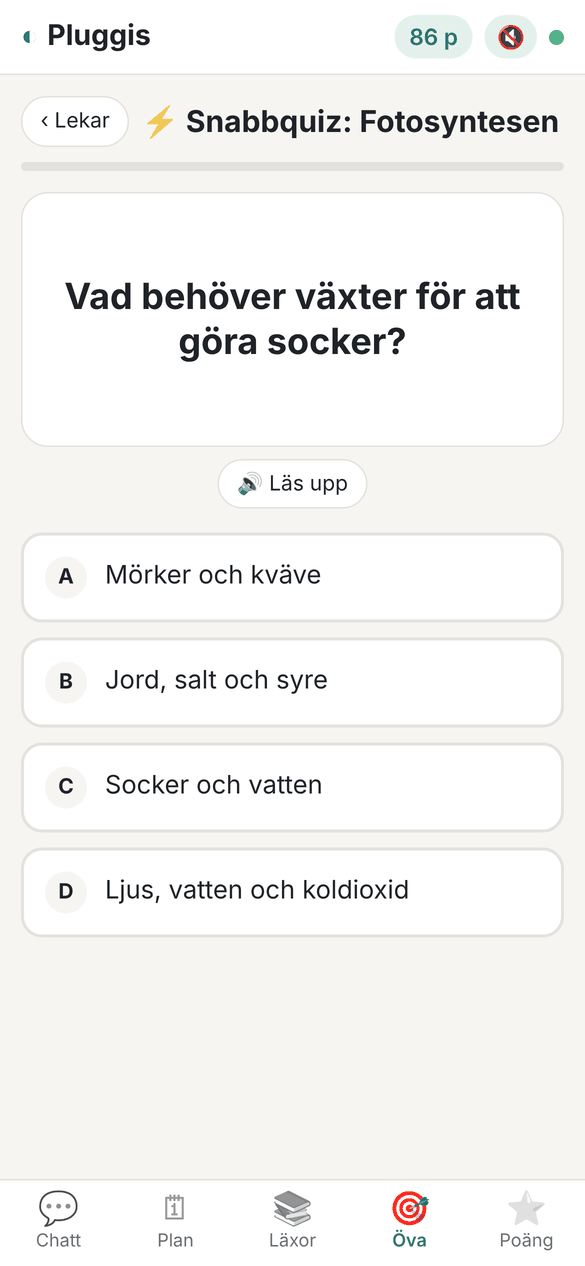 Pluggis
86 p
‹ Lekar
⚡ Snabbquiz: Fotosyntesen
Vad behöver växter för att
göra socker?
🔊 Läs upp
A Mörker och kväve
B Jord, salt och syre
C Socker och vatten
D Ljus, vatten och koldioxid
Chatt
Plan
Läxor
Öva
Poäng